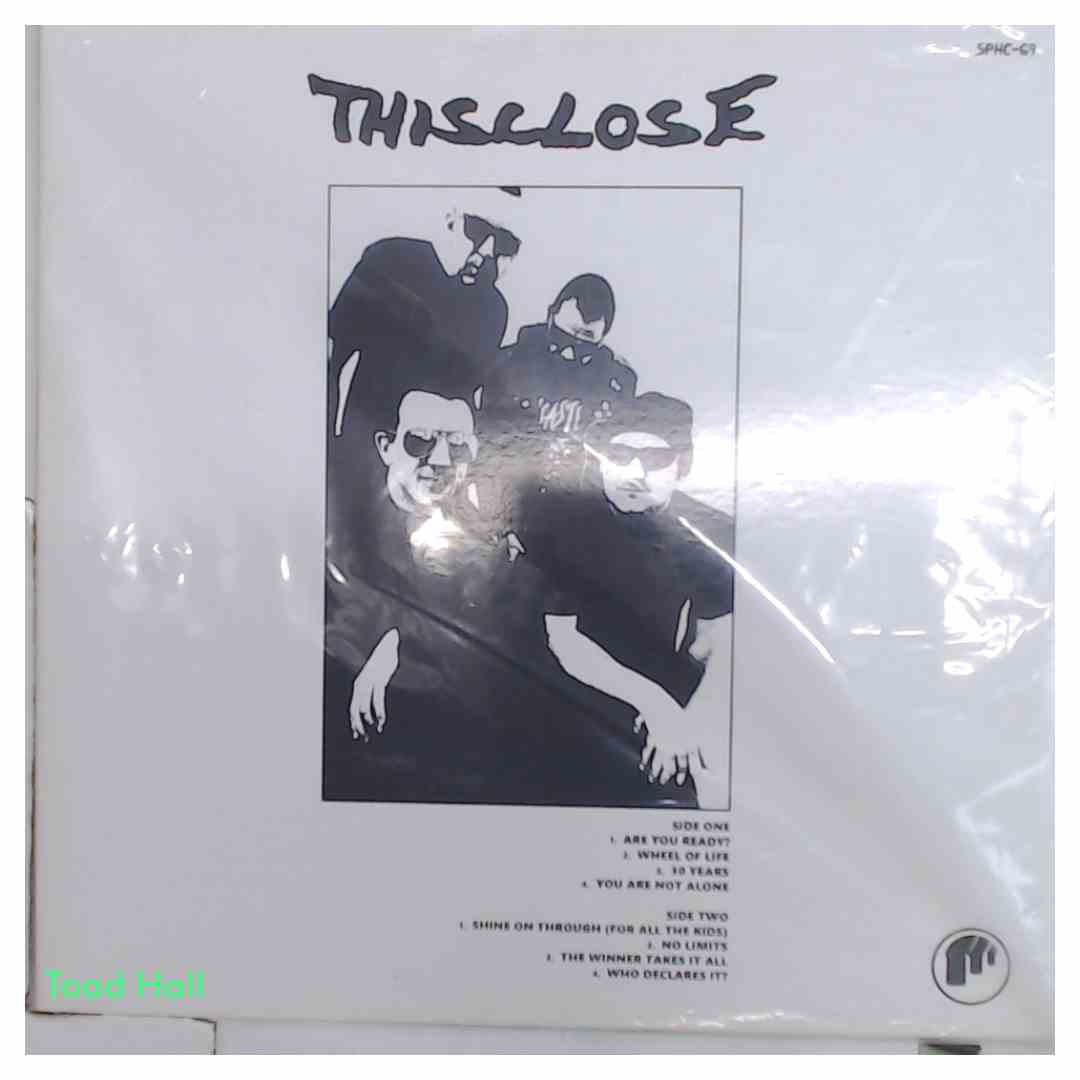 SPHC-69
THISCLOSE
SIDE ONE
1. ARE YOU READY?
2. WHEEL OF LIFE
3. 30 YEARS
4. YOU ARE NOT ALONE
SIDE TWO
1. SHINE ON THROUGH (FOR ALL THE KIDS)
2. NO LIMITS
3. THE WINNER TAKES IT ALL
4. WHO DECLARES IT?
Toad Hall